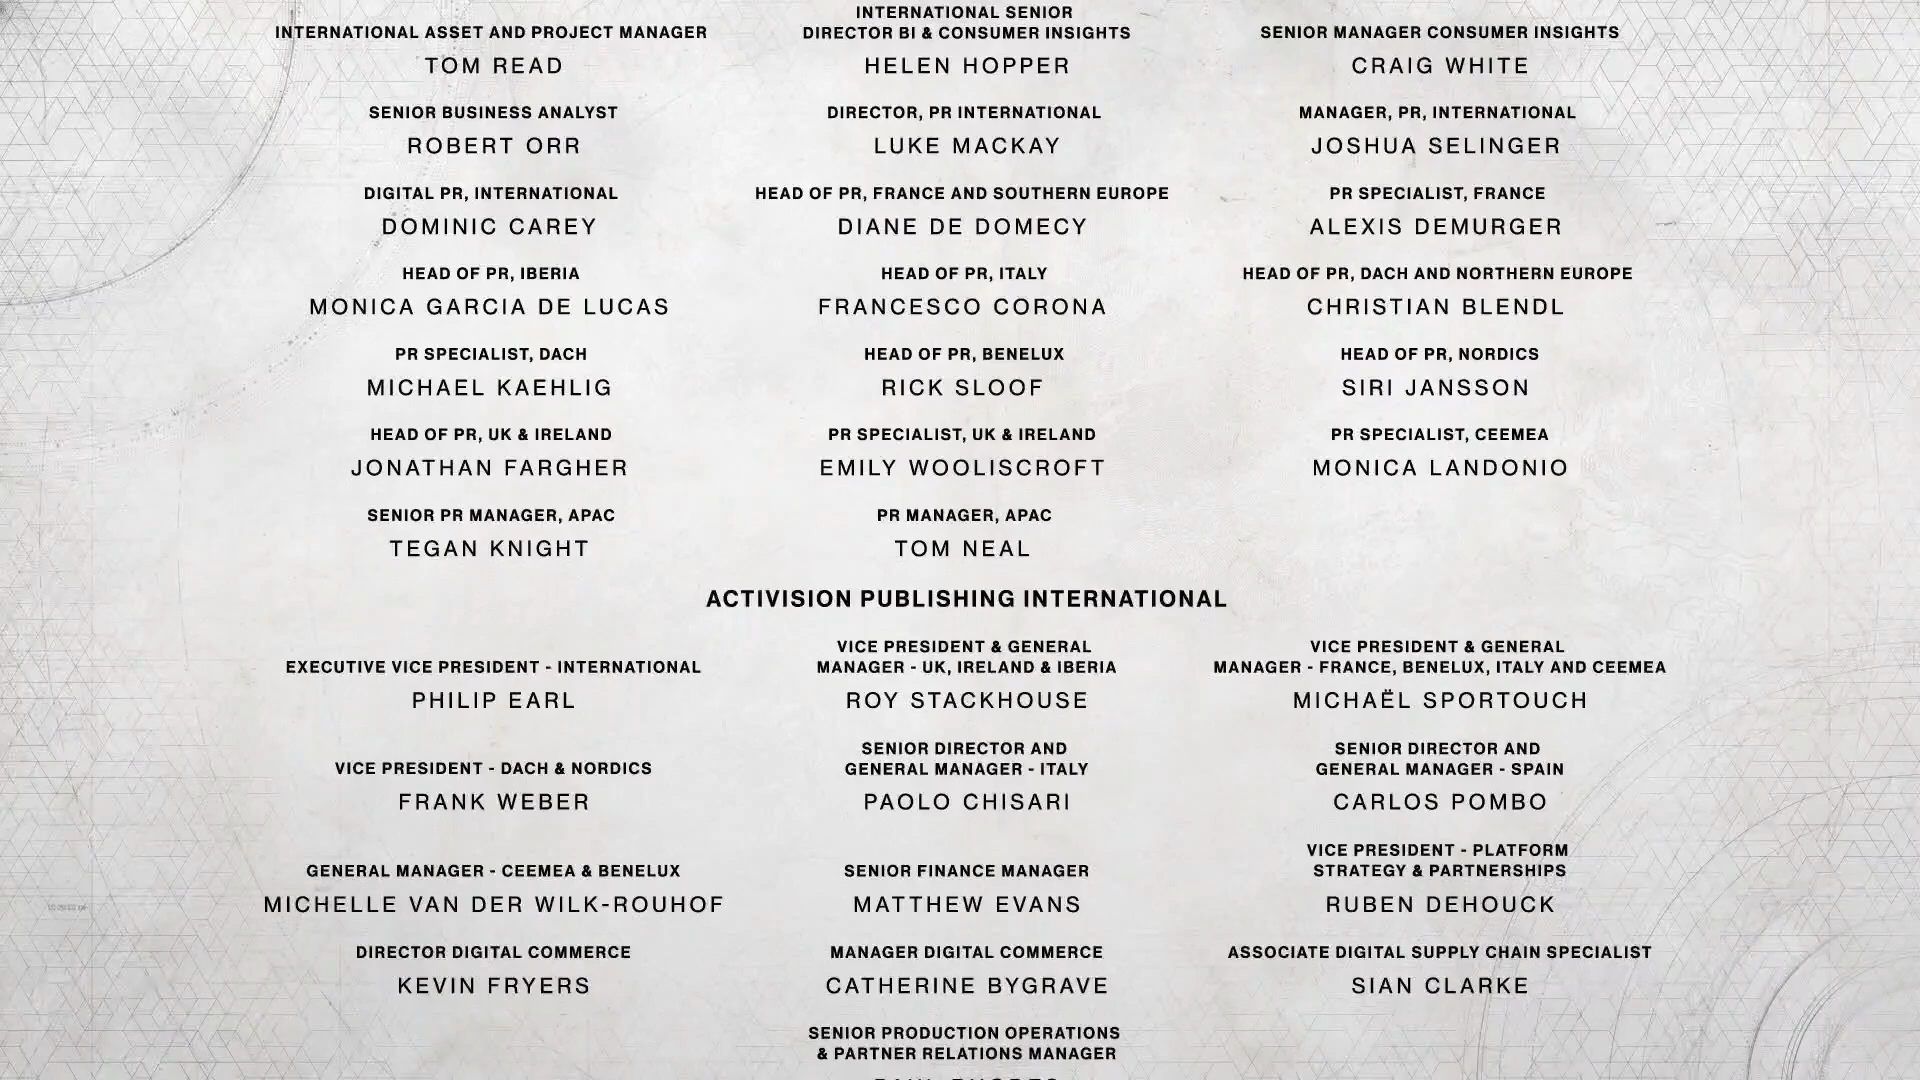 INTERNATIONAL ASSET AND PROJECT MANAGER
TOM READ
INTERNATIONAL SENIOR
DIRECTOR BI & CONSUMER INSIGHTS
HELEN HOPPER
SENIOR MANAGER CONSUMER INSIGHTS
CRAIG WHITE
SENIOR BUSINESS ANALYST
ROBERT ORR
DIRECTOR, PR INTERNATIONAL
LUKE MACKAY
MANAGER, PR, INTERNATIONAL
JOSHUA SELINGER
DIGITAL PR, INTERNATIONAL
DOMINIC CAREY
HEAD OF PR, FRANCE AND SOUTHERN EUROPE
DIANE DE DOMECY
PR SPECIALIST, FRANCE
ALEXIS DEMURGER
HEAD OF PR, IBERIA
MONICA GARCIA DE LUCAS
HEAD OF PR, ITALY
FRANCESCO CORONA
HEAD OF PR, DACH AND NORTHERN EUROPE
CHRISTIAN BLENDL
PR SPECIALIST, DACH
MICHAEL KAEHLIG
HEAD OF PR, BENELUX
RICK SLOOF
HEAD OF PR, NORDICS
SIRI JANSSON
HEAD OF PR, UK & IRELAND
JONATHAN FARGHER
PR SPECIALIST, UK & IRELAND
EMILY WOOLISCROFT
PR SPECIALIST, CEEMEA
MONICA LANDONIO
SENIOR PR MANAGER, APAC
TEGAN KNIGHT
PR MANAGER, APAC
TOM NEAL
ACTIVISION PUBLISHING INTERNATIONAL
EXECUTIVE VICE PRESIDENT - INTERNATIONAL
PHILIP EARL
VICE PRESIDENT & GENERAL
MANAGER - UK, IRELAND & IBERIA
ROY STACKHOUSE
VICE PRESIDENT & GENERAL
MANAGER - FRANCE, BENELUX, ITALY AND CEEMEA
MICHAËL SPORTOUCH
VICE PRESIDENT - DACH & NORDICS
FRANK WEBER
SENIOR DIRECTOR AND
GENERAL MANAGER - ITALY
PAOLO CHISARI
SENIOR DIRECTOR AND
GENERAL MANAGER - SPAIN
CARLOS POMBO
GENERAL MANAGER - CEEMEA & BENELUX
MICHELLE VAN DER WILK-ROUHOF
SENIOR FINANCE MANAGER
MATTHEW EVANS
VICE PRESIDENT - PLATFORM
STRATEGY & PARTNERSHIPS
RUBEN DEHOUCK
DIRECTOR DIGITAL COMMERCE
KEVIN FRYERS
MANAGER DIGITAL COMMERCE
CATHERINE BYGRAVE
ASSOCIATE DIGITAL SUPPLY CHAIN SPECIALIST
SIAN CLARKE
SENIOR PRODUCTION OPERATIONS
& PARTNER RELATIONS MANAGER